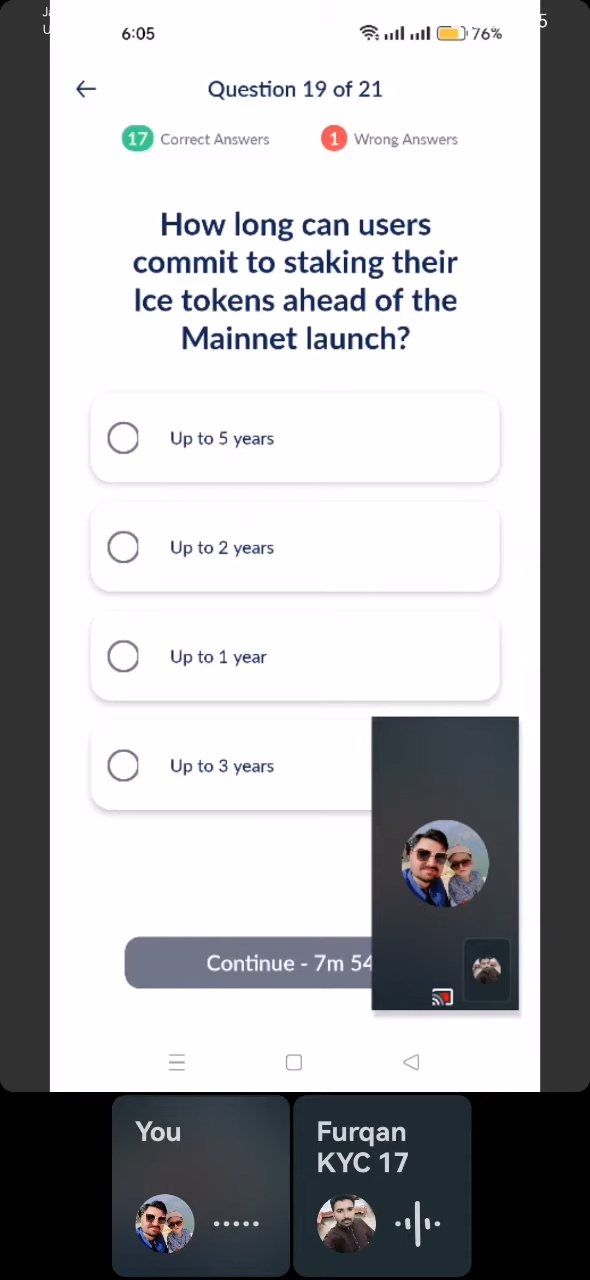 6:05
76%
5
Question 19 of 21
17 Correct Answers
1 Wrong Answers
How long can users
commit to staking their
Ice tokens ahead of the
Mainnet launch?
Up to 5 years
Up to 2 years
Up to 1 year
Up to 3 years
Continue - 7m 54
You
Furqan
KYC 17